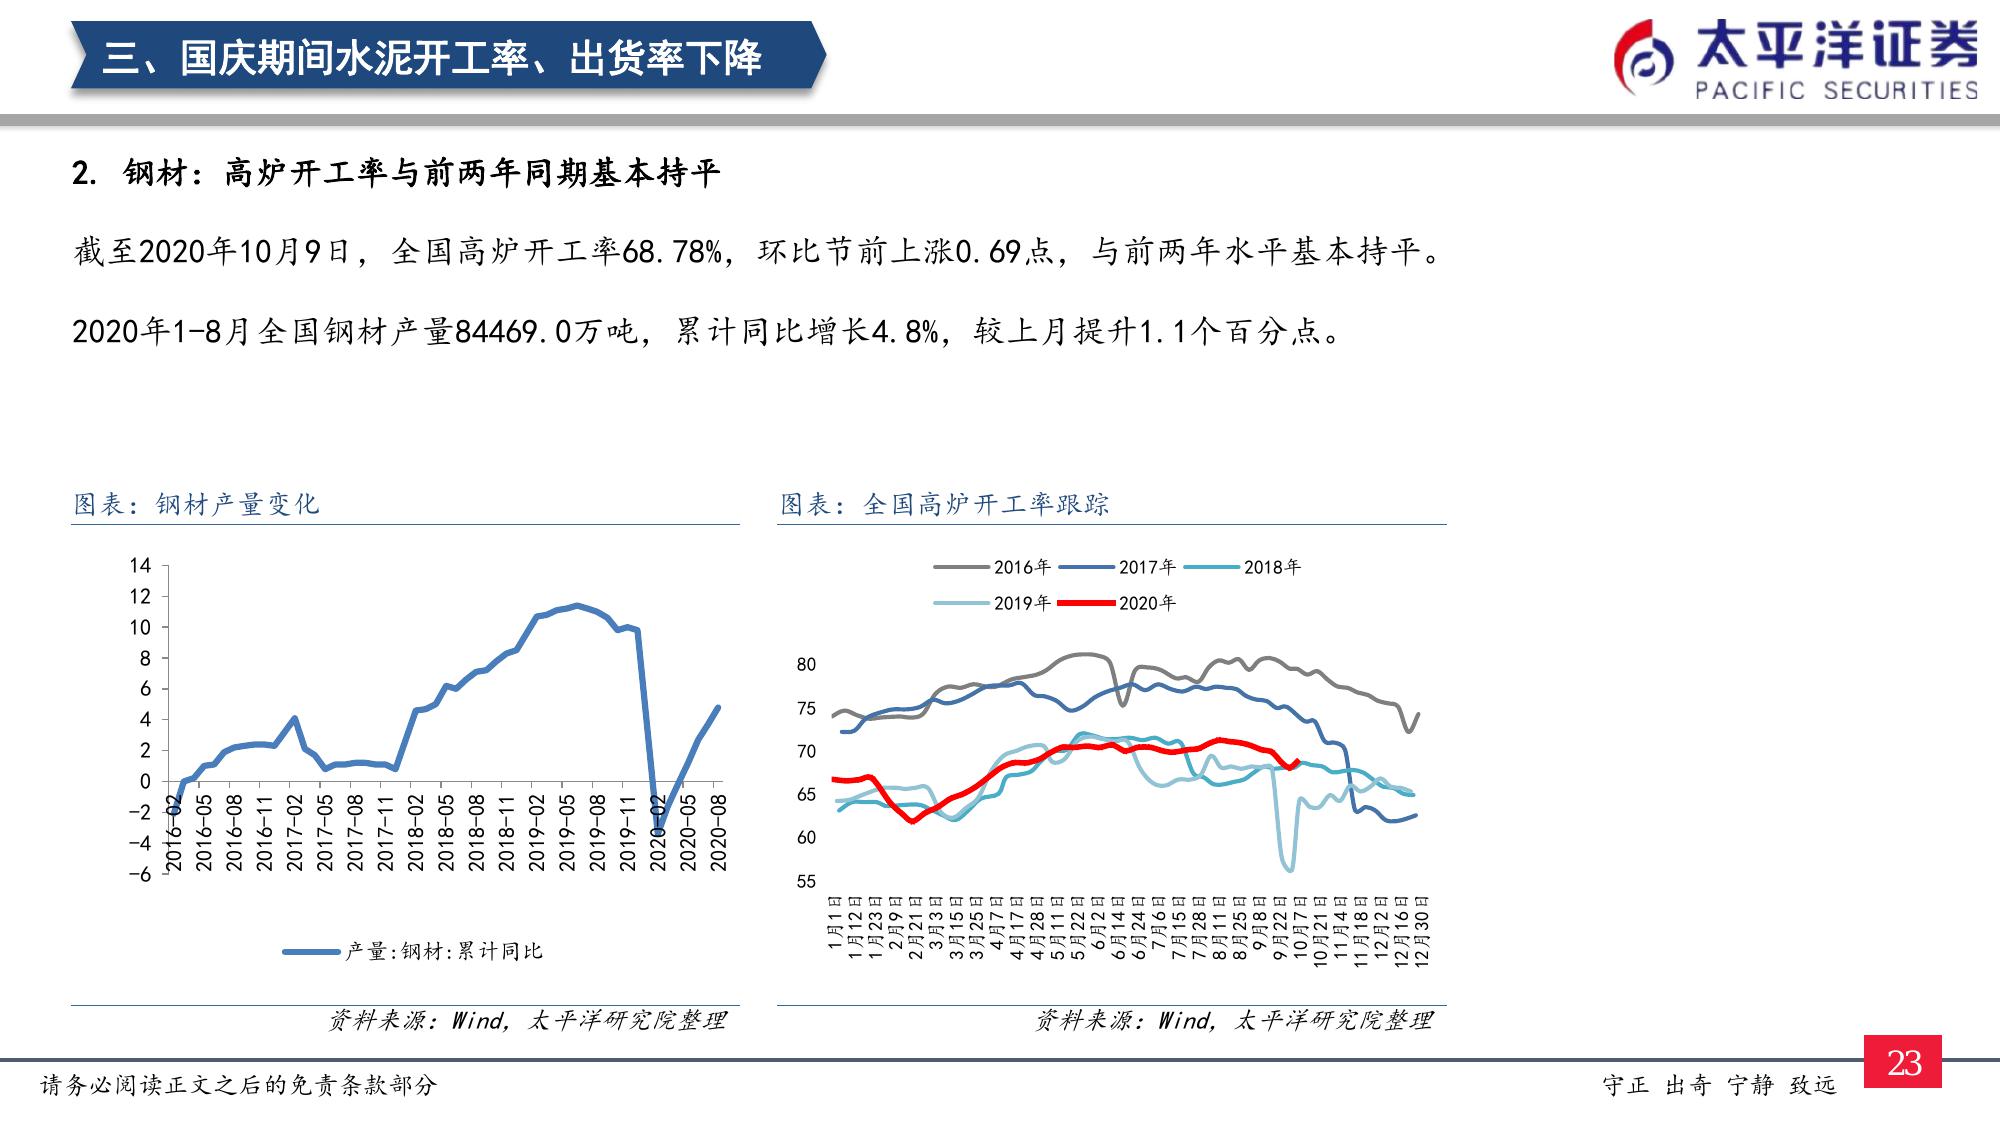 三、国庆期间水泥开工率、出货率下降
太平洋证券
PACIFIC SECURITIES
2. 钢材：高炉开工率与前两年同期基本持平
截至2020年10月9日，全国高炉开工率68.78%，环比节前上涨0.69点，与前两年水平基本持平。
2020年1-8月全国钢材产量84469.0万吨，累计同比增长4.8%，较上月提升1.1个百分点。
图表：钢材产量变化
14
12
10
8
6
4
2
0
-2
-4
-6
2016-02
2016-05
2016-08
2016-11
2017-02
2017-05
2017-08
2017-11
2018-02
2018-05
2018-08
2018-11
2019-02
2019-05
2019-08
2019-11
2020-02
2020-05
2020-08
产量:钢材:累计同比
资料来源：Wind，太平洋研究院整理
图表：全国高炉开工率跟踪
2016年 2017年 2018年
2019年 2020年
80
75
70
65
60
55
1月1日
1月12日
1月23日
2月9日
2月21日
3月3日
3月15日
3月25日
4月7日
4月17日
4月28日
5月11日
5月22日
6月2日
6月14日
6月24日
7月6日
7月15日
7月28日
8月11日
8月25日
9月8日
9月22日
10月7日
10月21日
11月4日
11月18日
12月2日
12月16日
12月30日
资料来源：Wind，太平洋研究院整理
请务必阅读正文之后的免责条款部分
守正 出奇 宁静 致远
23